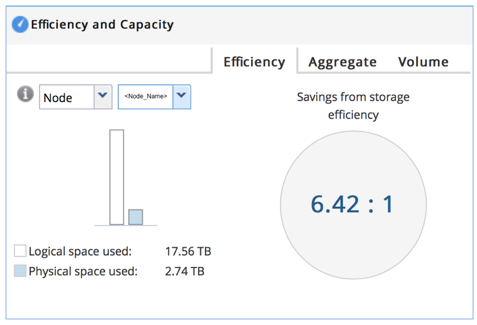 Efficiency and Capacity
Efficiency Aggregate Volume
Node <Node_Name>
Savings from storage
efficiency
6.42 : 1
Logical space used: 17.56 TB
Physical space used: 2.74 TB